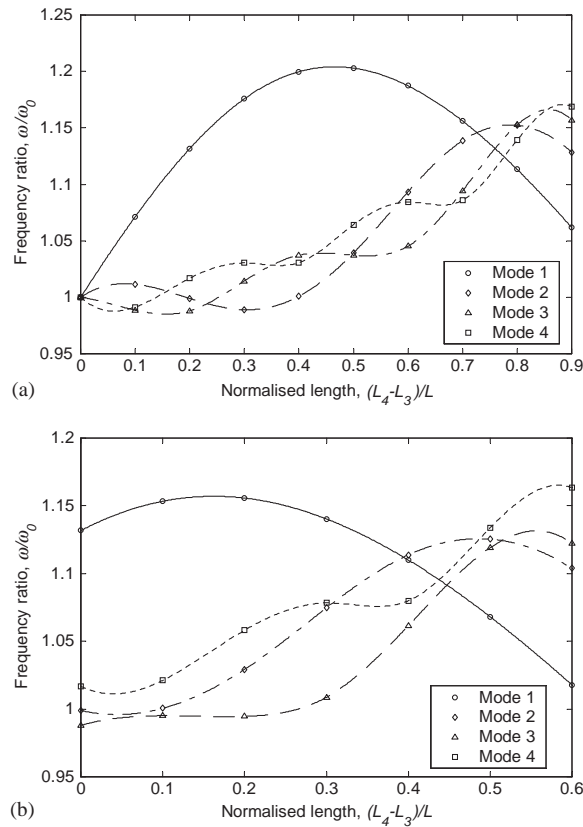 1.25
1.2
1.15
1.1
1.05
1
0.95
Frequency ratio, ω/ω0
0 0.1 0.2 0.3 0.4 0.5 0.6 0.7 0.8 0.9
Mode 1
Mode 2
Mode 3
Mode 4
(a)
Normalised length, (L4-L3)/L
1.2
1.15
1.1
1.05
1
0.95
Frequency ratio, ω/ω0
0 0.1 0.2 0.3 0.4 0.5 0.6
Mode 1
Mode 2
Mode 3
Mode 4
(b)
Normalised length, (L4-L3)/L